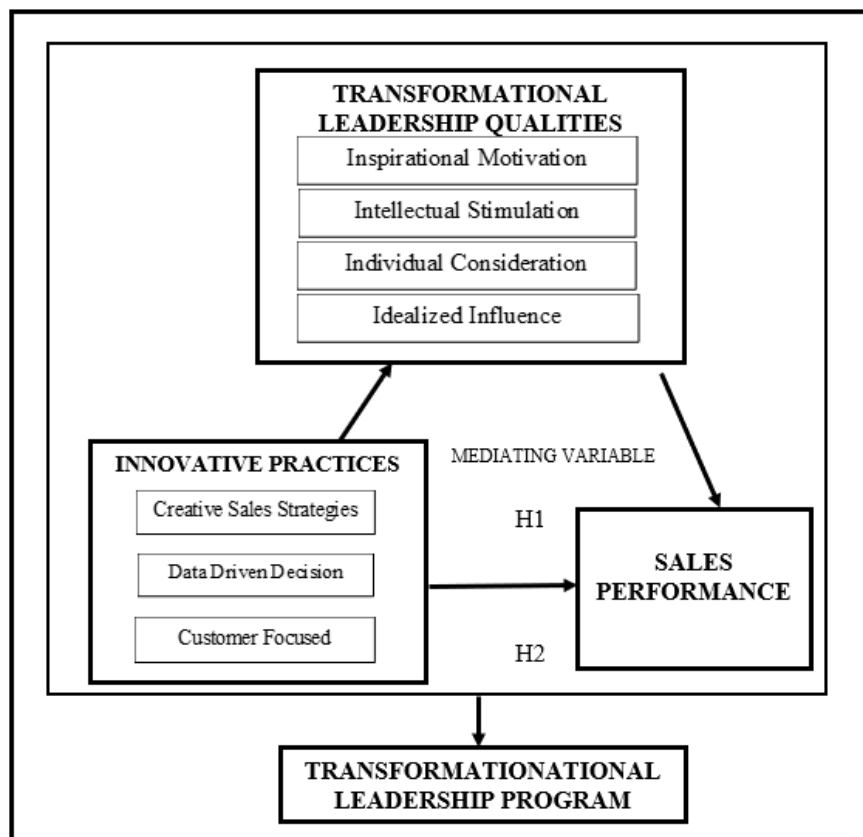 TRANSFORMATIONAL
LEADERSHIP QUALITIES
Inspirational Motivation
Intellectual Stimulation
Individual Consideration
Idealized Influence
INNOVATIVE PRACTICES
Creative Sales Strategies
Data Driven Decision
Customer Focused
MEDIATING VARIABLE
H1
H2
SALES
PERFORMANCE
TRANSFORMATIONATIONAL
LEADERSHIP PROGRAM